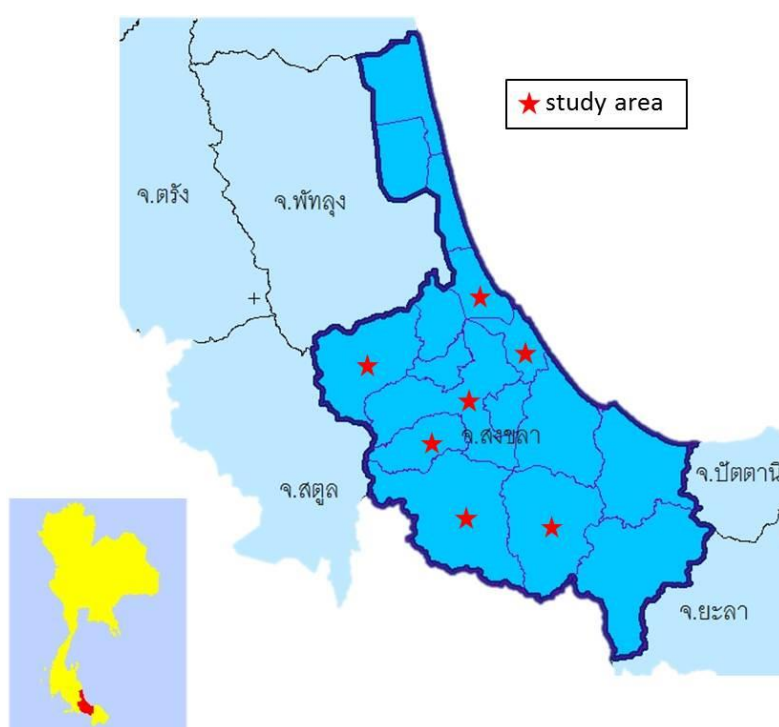 study area
จ.ตรัง
จ.พัทลุง
จ.สงขลา
จ.ปัตตานี
จ.สตูล
จ.ยะลา